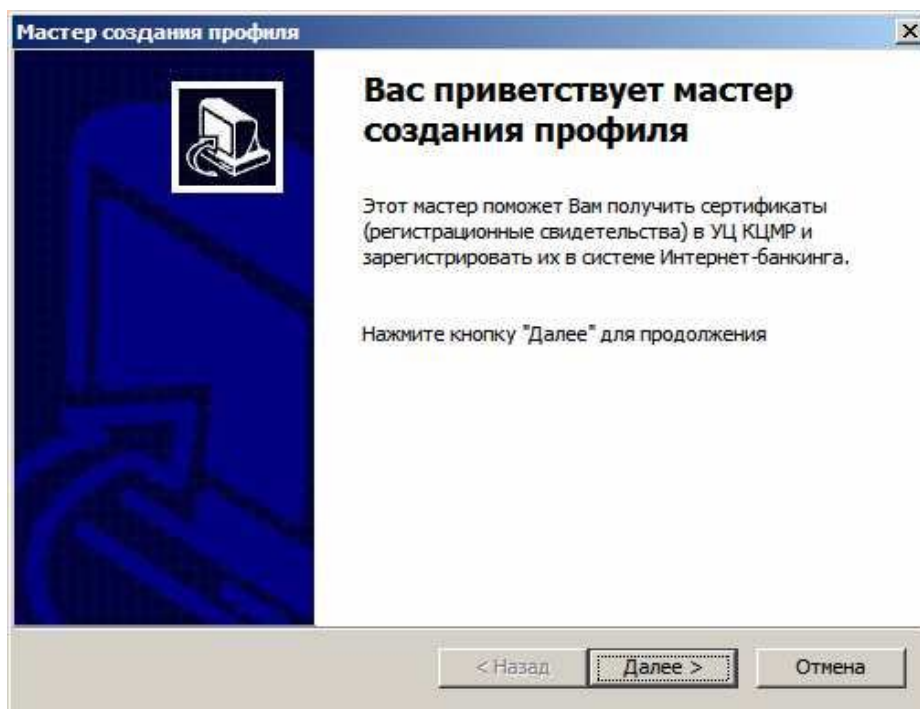 Мастер создания профиля
Вас приветствует мастер
создания профиля
Этот мастер поможет Вам получить сертификаты
(регистрационные свидетельства) в УЦ КЦМР и
зарегистрировать их в системе Интернет-банкинга.
Нажмите кнопку "Далее" для продолжения
< Назад Далее > Отмена